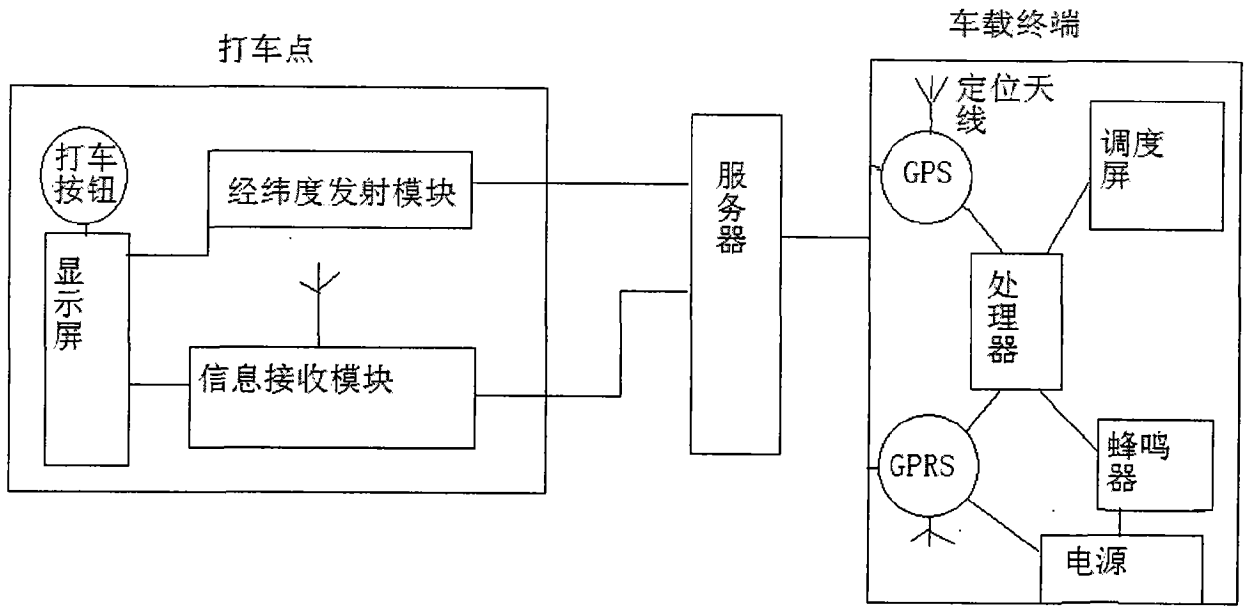 打车点
车载终端
打车
按钮
显
示
屏
经纬度发射模块
信息接收模块
服
务
器
定位天
线
GPS
调度
屏
处
理
器
GPRS
蜂鸣
器
电源